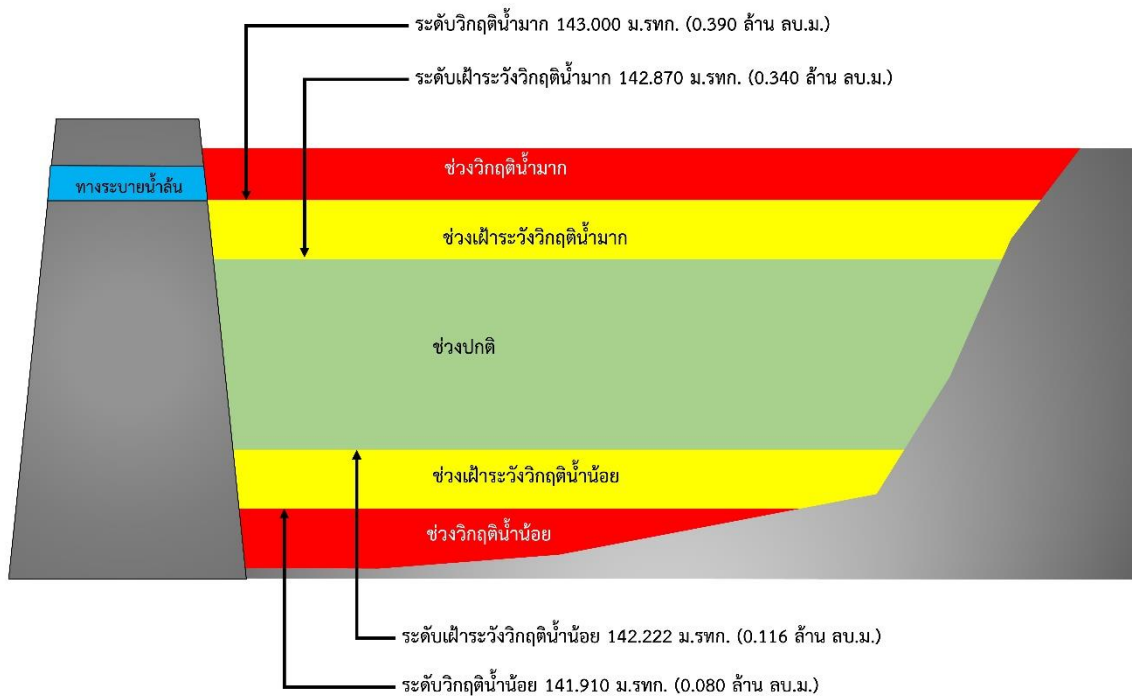 ระดับวิกฤติน้ำมาก 143.000 ม.รทก. (0.390 ล้าน ลบ.ม.)
ระดับเฝ้าระวังวิกฤติน้ำมาก 142.870 ม.รทก. (0.340 ล้าน ลบ.ม.)
ช่วงวิกฤติน้ำมาก
ทางระบายน้ำล้น
ช่วงเฝ้าระวังวิกฤติน้ำมาก
ช่วงปกติ
ช่วงเฝ้าระวังวิกฤติน้ำน้อย
ช่วงวิกฤติน้ำน้อย
ระดับเฝ้าระวังวิกฤติน้ำน้อย 142.222 ม.รทก. (0.116 ล้าน ลบ.ม.)
ระดับวิกฤติน้ำน้อย 141.910 ม.รทก. (0.080 ล้าน ลบ.ม.)